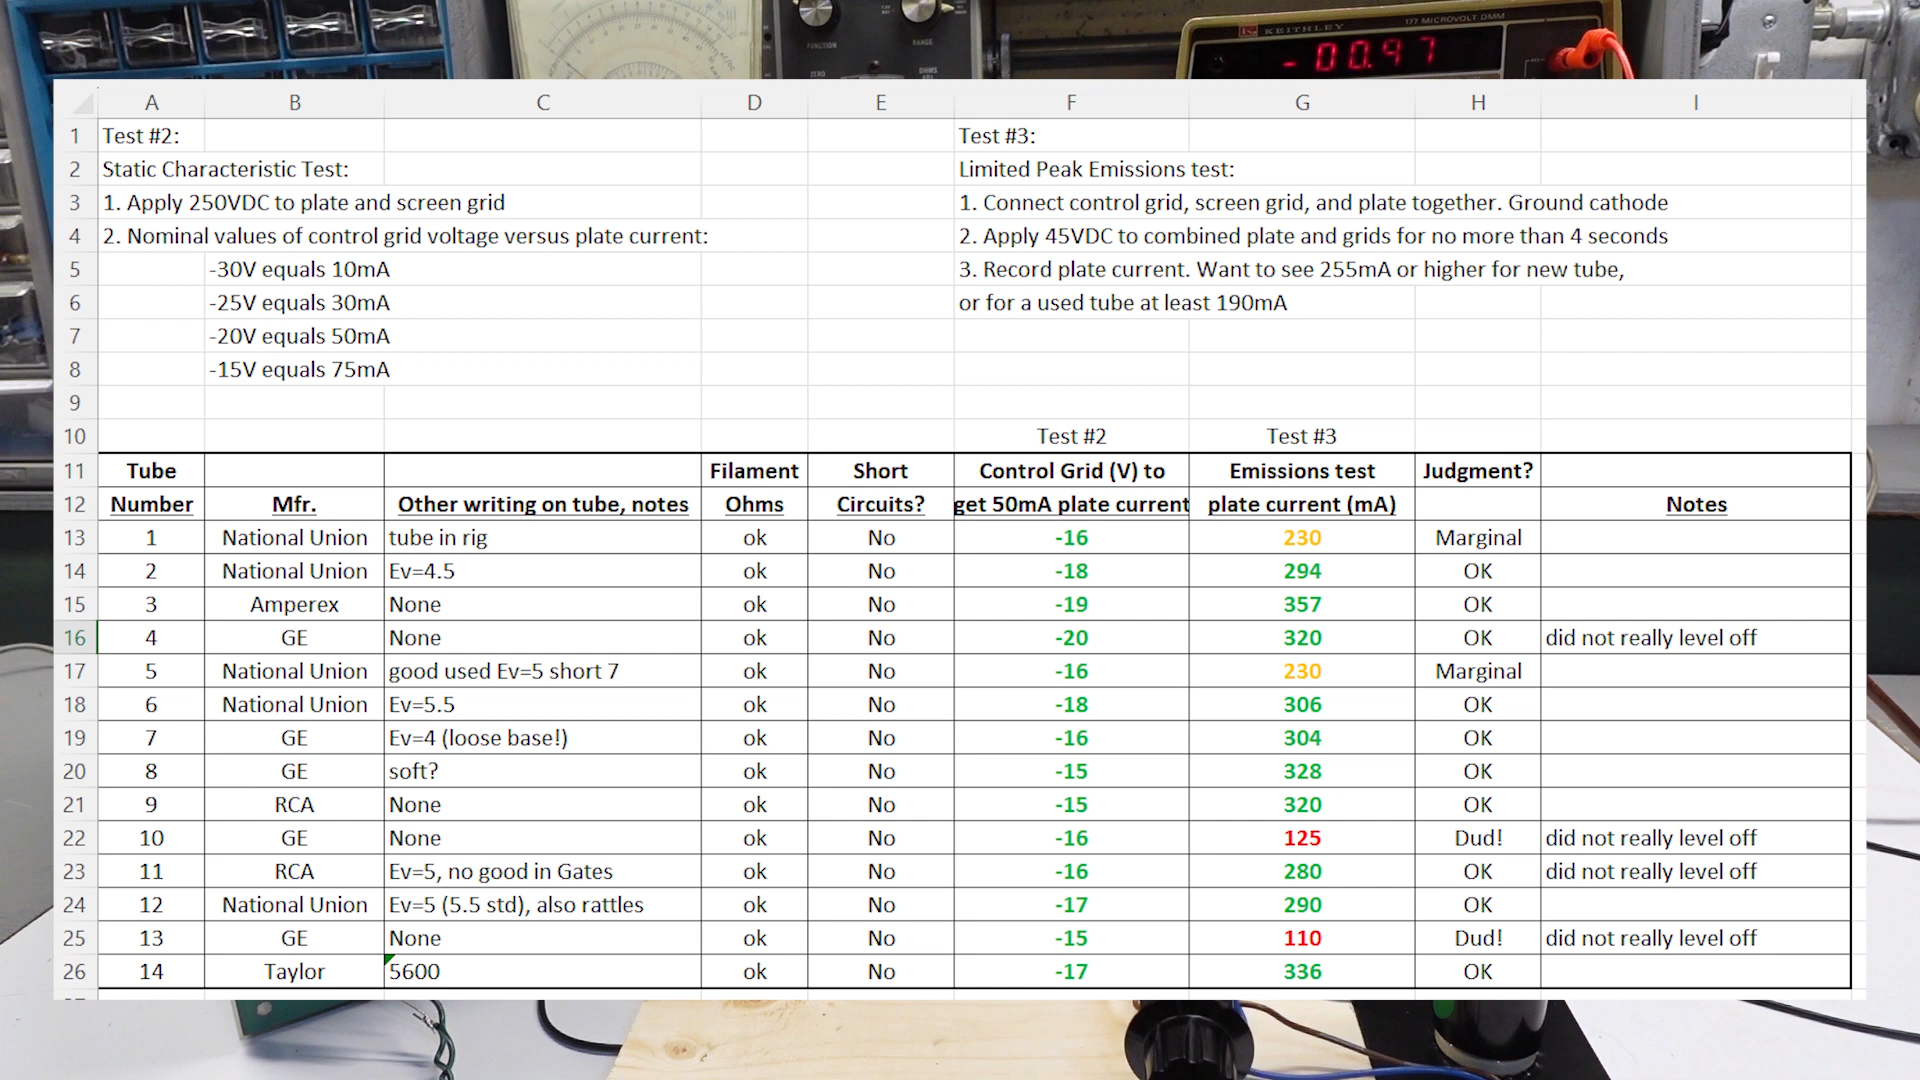 KEITHLEY 177 MICROVOLT DMM
-00.97
FUNCTION
RANGE
ZERO
OHMS
A B C D E F G H I
1 Test #2: Test #3:
2 Static Characteristic Test: Limited Peak Emissions test:
3 1. Apply 250VDC to plate and screen grid 1. Connect control grid, screen grid, and plate together. Ground cathode
4 2. Nominal values of control grid voltage versus plate current: 2. Apply 45VDC to combined plate and grids for no more than 4 seconds
5 -30V equals 10mA 3. Record plate current. Want to see 255mA or higher for new tube,
6 -25V equals 30mA or for a used tube at least 190mA
7 -20V equals 50mA
8 -15V equals 75mA
9
10 Test #2 Test #3
11 Tube Filament Short Control Grid (V) to Emissions test Judgment?
12 Number Mfr. Other writing on tube, notes Ohms Circuits? get 50mA plate current plate current (mA) Notes
13 1 National Union tube in rig ok No -16 230 Marginal
14 2 National Union Ev=4.5 ok No -18 294 OK
15 3 Amperex None ok No -19 357 OK
16 4 GE None ok No -20 320 OK did not really level off
17 5 National Union good used Ev=5 short 7 ok No -16 230 Marginal
18 6 National Union Ev=5.5 ok No -18 306 OK
19 7 GE Ev=4 (loose base!) ok No -16 304 OK
20 8 GE soft? ok No -15 328 OK
21 9 RCA None ok No -15 320 OK
22 10 GE None ok No -16 125 Dud! did not really level off
23 11 RCA Ev=5, no good in Gates ok No -16 280 OK did not really level off
24 12 National Union Ev=5 (5.5 std), also rattles ok No -17 290 OK
25 13 GE None ok No -15 110 Dud! did not really level off
26 14 Taylor 5600 ok No -17 336 OK